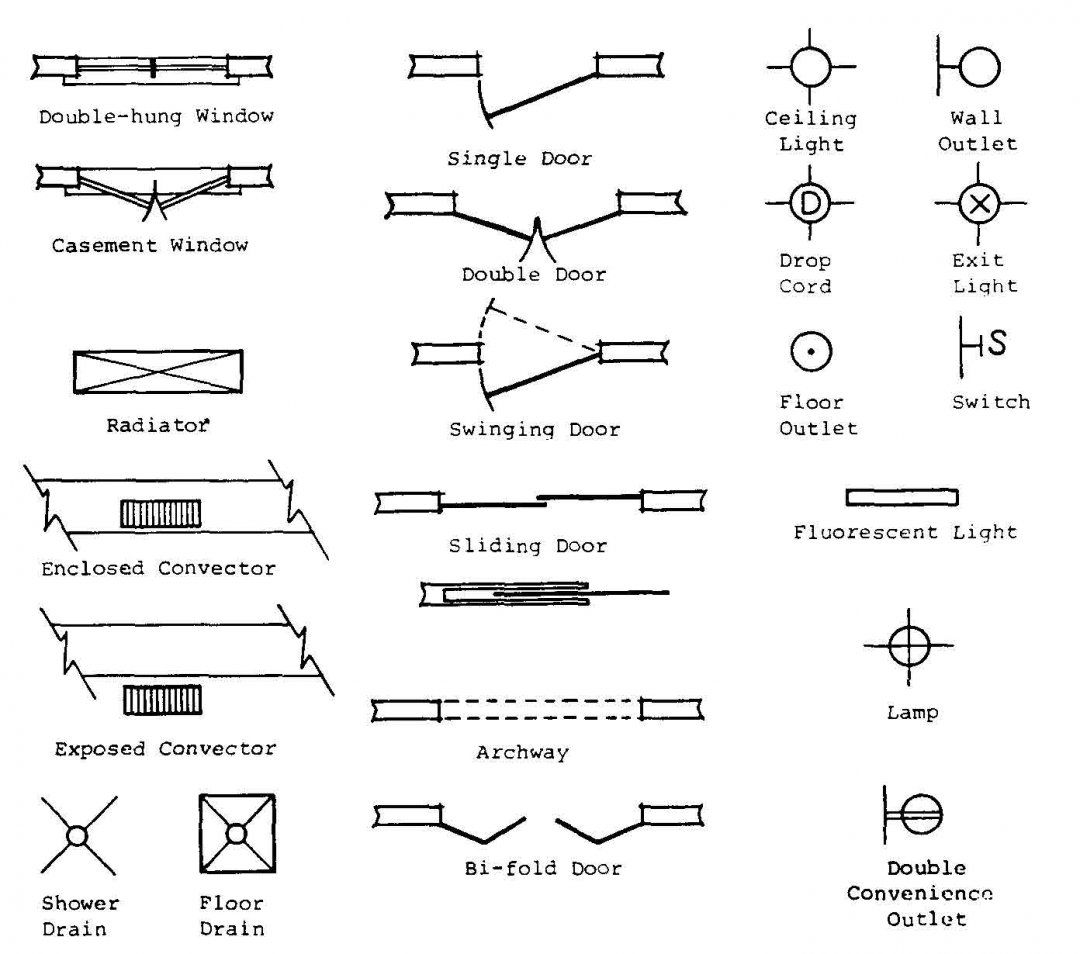 Double-hung Window
Casement Window
Radiator
Enclosed Convector
Exposed Convector
Shower
Drain
Floor
Drain
Single Door
Double Door
Swinging Door
Sliding Door
Archway
Bi-fold Door
Ceiling
Light
Wall
Outlet
D
Drop
Cord
X
Exit
Light
Floor
Outlet
S
Switch
Fluorescent Light
Lamp
Double
Convenience
Outlet